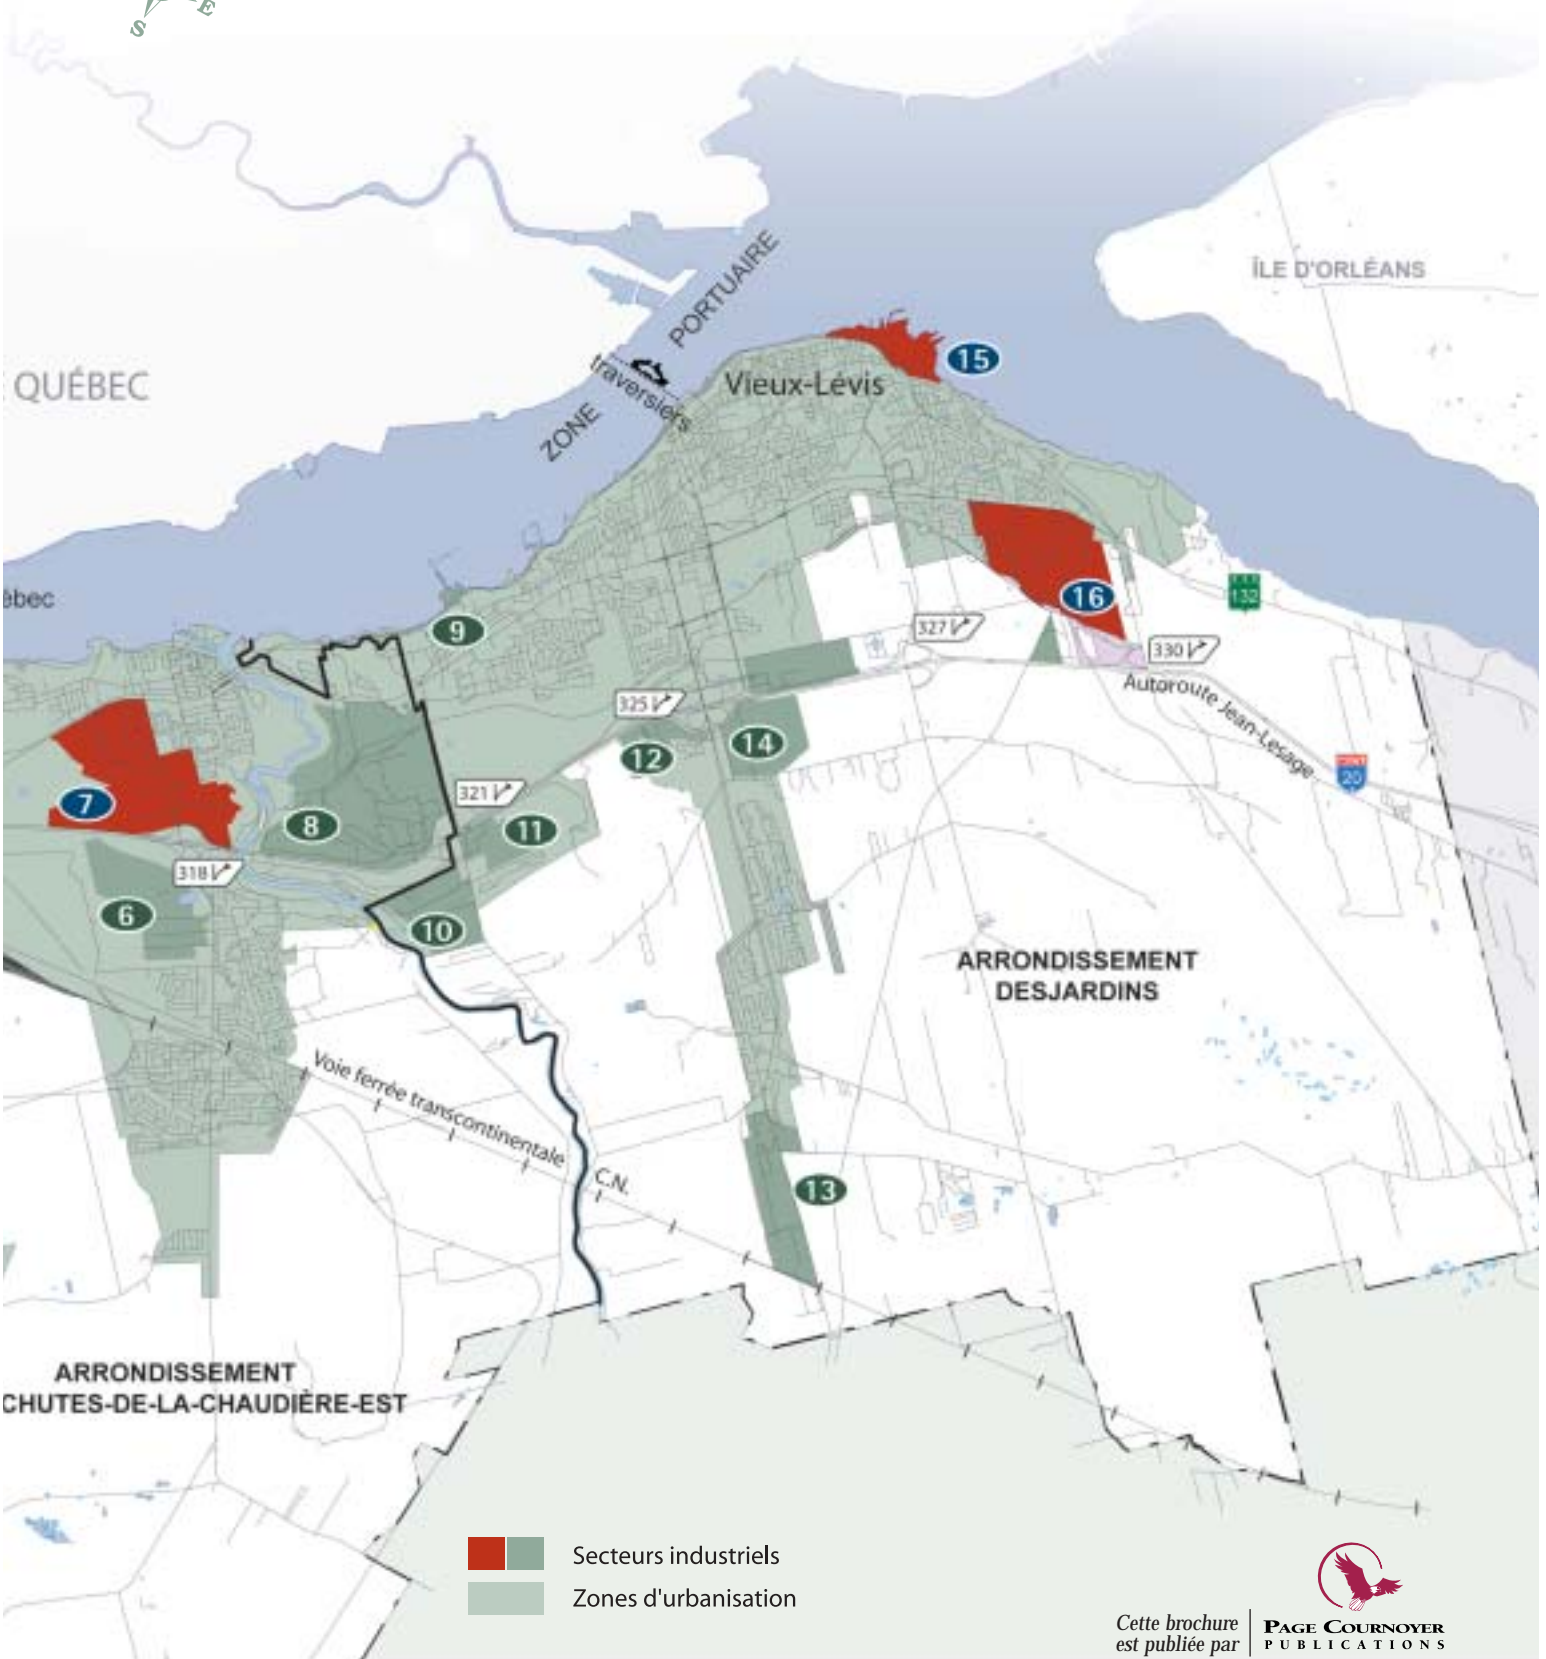 S
E
ÎLE D'ORLÉANS
QUÉBEC
ZONE PORTUAIRE
traversiers
Vieux-Lévis
15
ébec
9
16
132
327
330
Autoroute Jean-Lesage
20
325
12
14
7
8
321
11
318
6
10
ARRONDISSEMENT
DESJARDINS
Voie ferrée transcontinentale C.N.
13
ARRONDISSEMENT
CHUTES-DE-LA-CHAUDIÈRE-EST
Secteurs industriels
Zones d'urbanisation
Cette brochure
est publiée par
PAGE COURNOYER
PUBLICATIONS